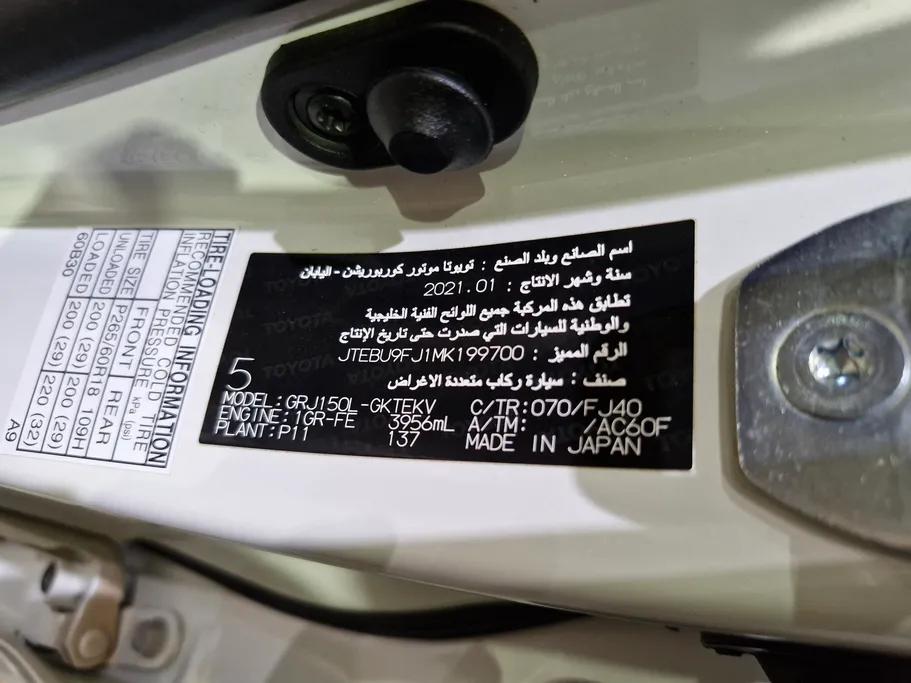 اسم الصانع وبلد الصنع : تويوتا موتور كوربوريشن - اليابان
سنة وشهر الانتاج : 2021.01
تطابق هذه المركبة جميع اللوائح الفنية الخليجية
والوطنية للسيارات التي صدرت حتى تاريخ الإنتاج
الرقم المميز : JTEBU9FJ1MK199700
صنف : سيارة ركاب متعددة الاغراض
5
MODEL:GRJ150L-GKTEKV C/TR:070/FJ40
ENGINE:1GR-FE 3956mL A/TM: /AC60F
PLANT:P11 137 MADE IN JAPAN
TIRE-LOADING INFORMATION
RECOMMENDED COLD TIRE
INFLATION PRESSURE kPa (psi)
TIRE SIZE FRONT REAR
UNLOADED P265/60R18 109H
LOADED 200 (29) 200 (29)
60B30 200 (29) 220 (32)
A9